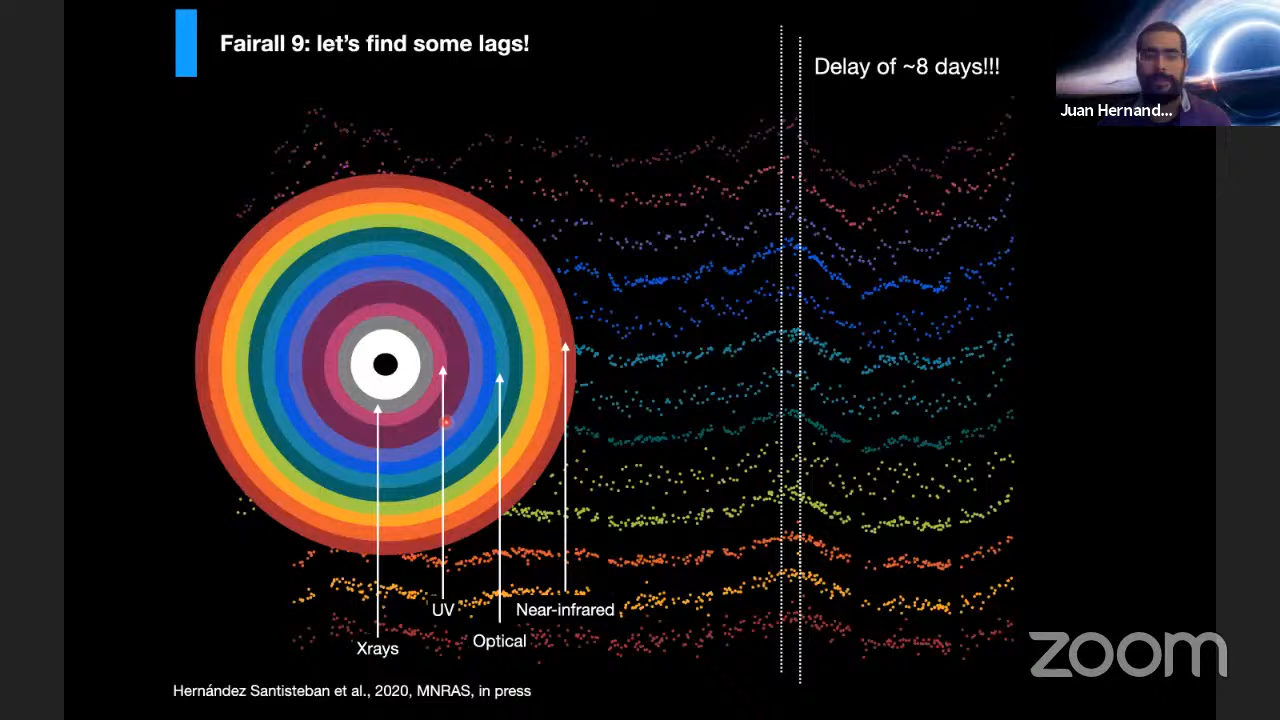 Fairall 9: let's find some lags!
Delay of ~8 days!!!
Juan Hernand...
UV
Near-infrared
Optical
Xrays
zoom
Hernández Santisteban et al., 2020, MNRAS, in press